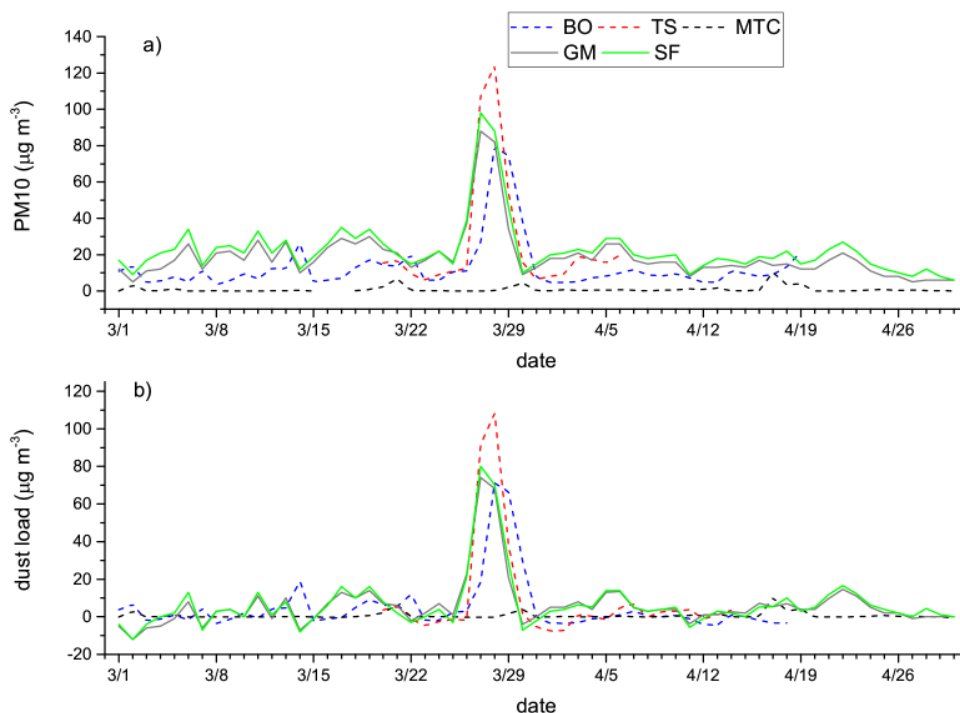 BO TS MTC
GM SF
a)
PM10 (μg m-3)
140
120
100
80
60
40
20
0
3/1 3/8 3/15 3/22 3/29 4/5 4/12 4/19 4/26
date
b)
dust load (μg m-3)
120
100
80
60
40
20
0
-20
3/1 3/8 3/15 3/22 3/29 4/5 4/12 4/19 4/26
date